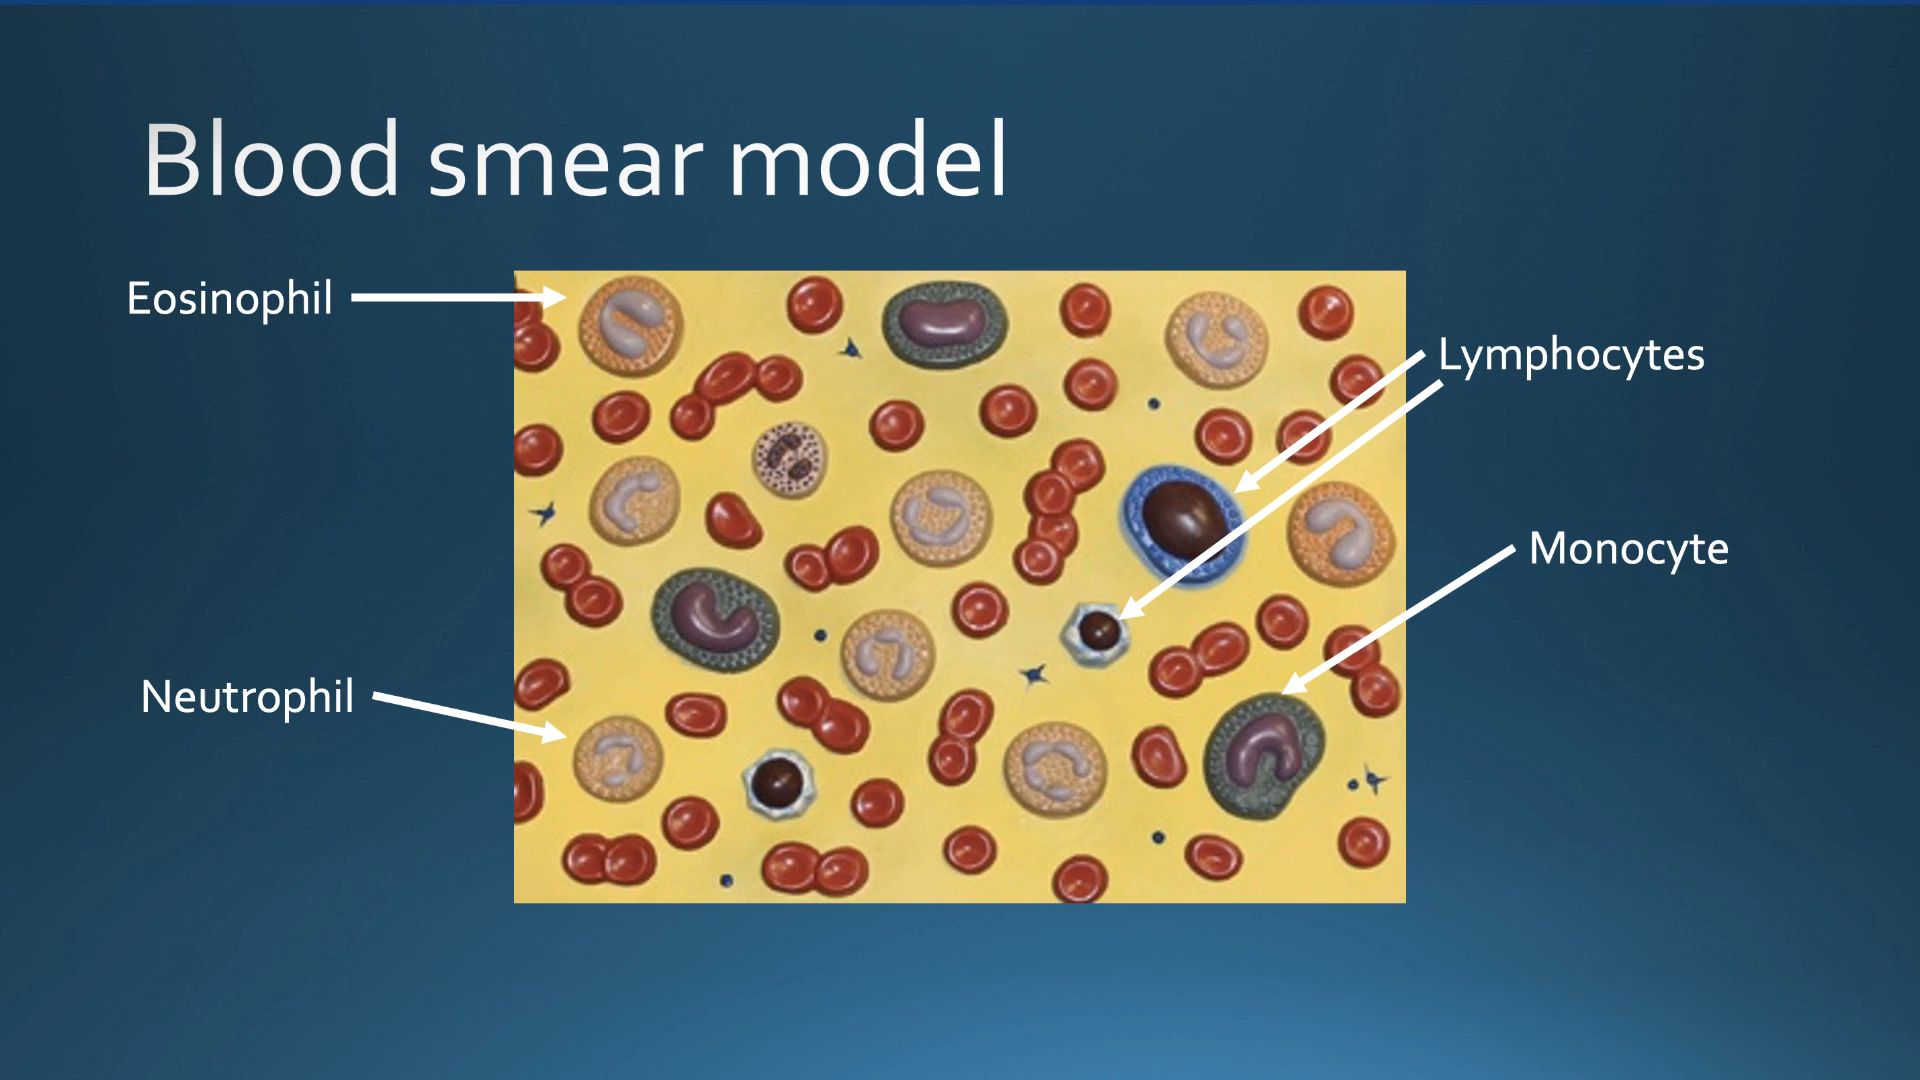 Blood smear model
Eosinophil
Lymphocytes
Monocyte
Neutrophil